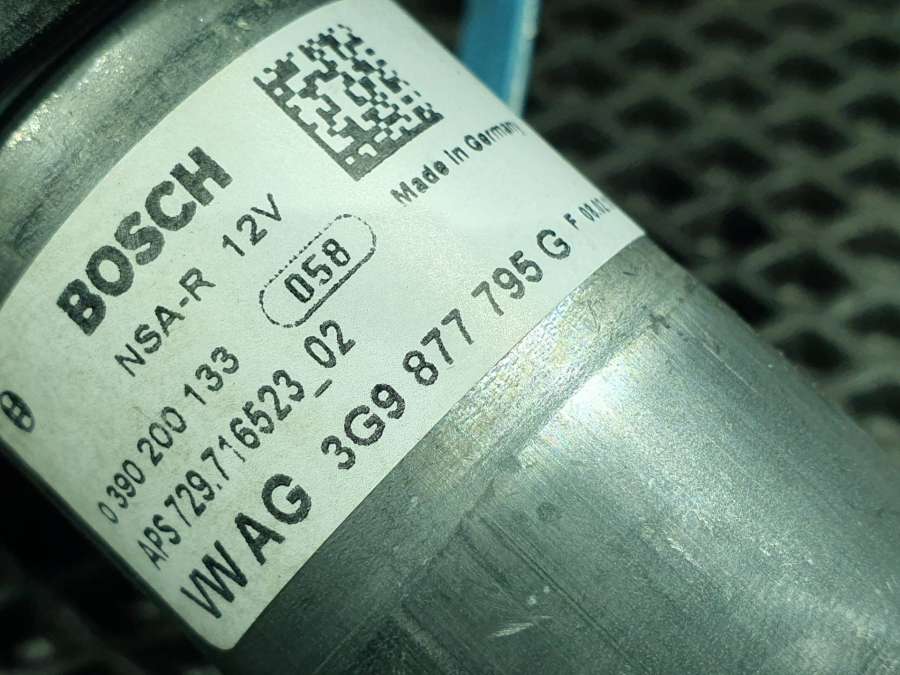 Made in Germany
BOSCH
NSA-R 12V
058
0 390 200 133
APS 729.716523_02
VW AG 3G9 877 795 G F